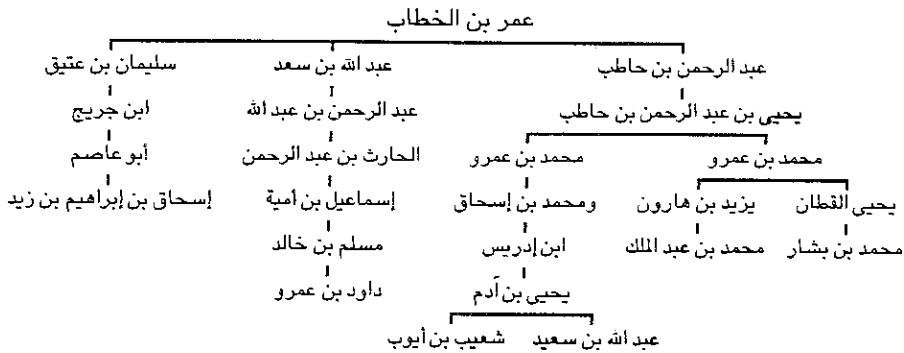 عمر بن الخطاب
عبد الرحمن بن حاطب عبد الله بن سعد سليمان بن عتيق
يحيى بن عبد الرحمن بن حاطب عبد الرحمن بن عبد الله ابن جريج
محمد بن عمرو محمد بن عمرو الحارث بن عبد الرحمن أبو عاصم
يحيى القطان يزيد بن هارون ومحمد بن إسحاق إسماعيل بن أمية إسحاق بن إبراهيم بن زيد
محمد بن بشار محمد بن عبد الملك ابن إدريس مسلم بن خالد
يحيى بن آدم داود بن عمرو
عبد الله بن سعيد شعيب بن أيوب